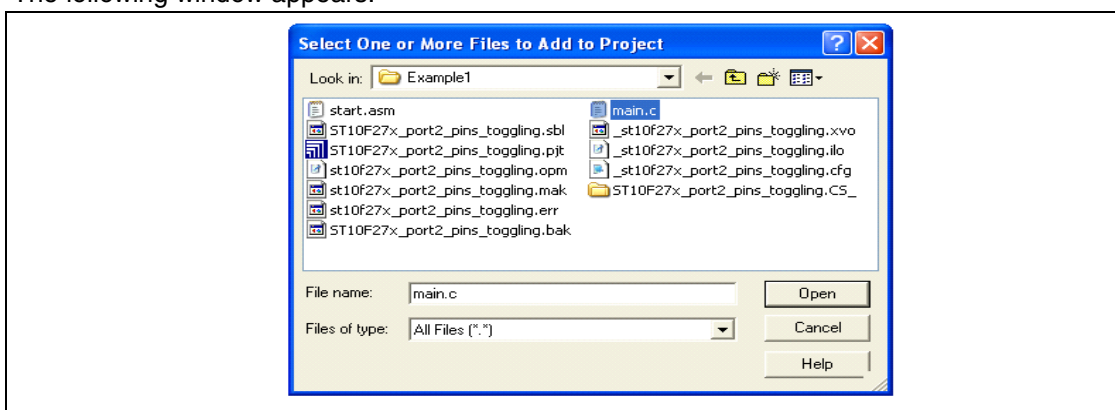 The following window appears:
Select One or More Files to Add to Project
Look in: Example1
start.asm
ST10F27x_port2_pins_toggling.sbl
ST10F27x_port2_pins_toggling.pjt
st10f27x_port2_pins_toggling.opm
st10f27x_port2_pins_toggling.mak
st10f27x_port2_pins_toggling.err
ST10F27x_port2_pins_toggling.bak
main.c
_st10f27x_port2_pins_toggling.xvo
_st10f27x_port2_pins_toggling.ilo
_st10f27x_port2_pins_toggling.cfg
ST10F27x_port2_pins_toggling.CS_
File name: main.c Open
Files of type: All Files (*.*) Cancel
Help